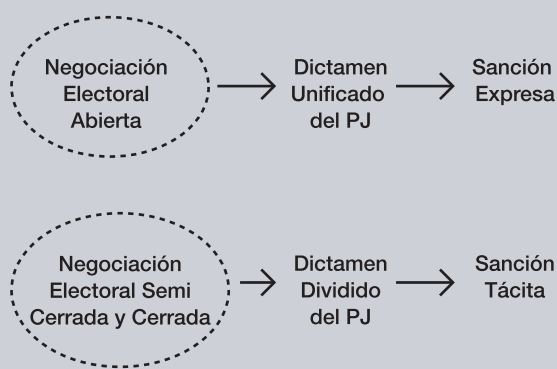 Negociación
Electoral
Abierta
Dictamen
Unificado
del PJ
Sanción
Expresa
Negociación
Electoral Semi
Cerrada y Cerrada
Dictamen
Dividido
del PJ
Sanción
Tácita